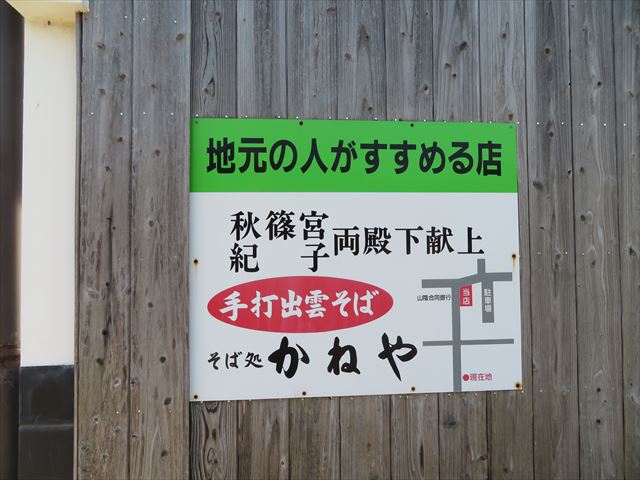 地元の人がすすめる店
秋篠宮
紀子
両殿下献上
手打出雲そば
そば処 かねや
山陰合同銀行
当店
駐車場
●現在地